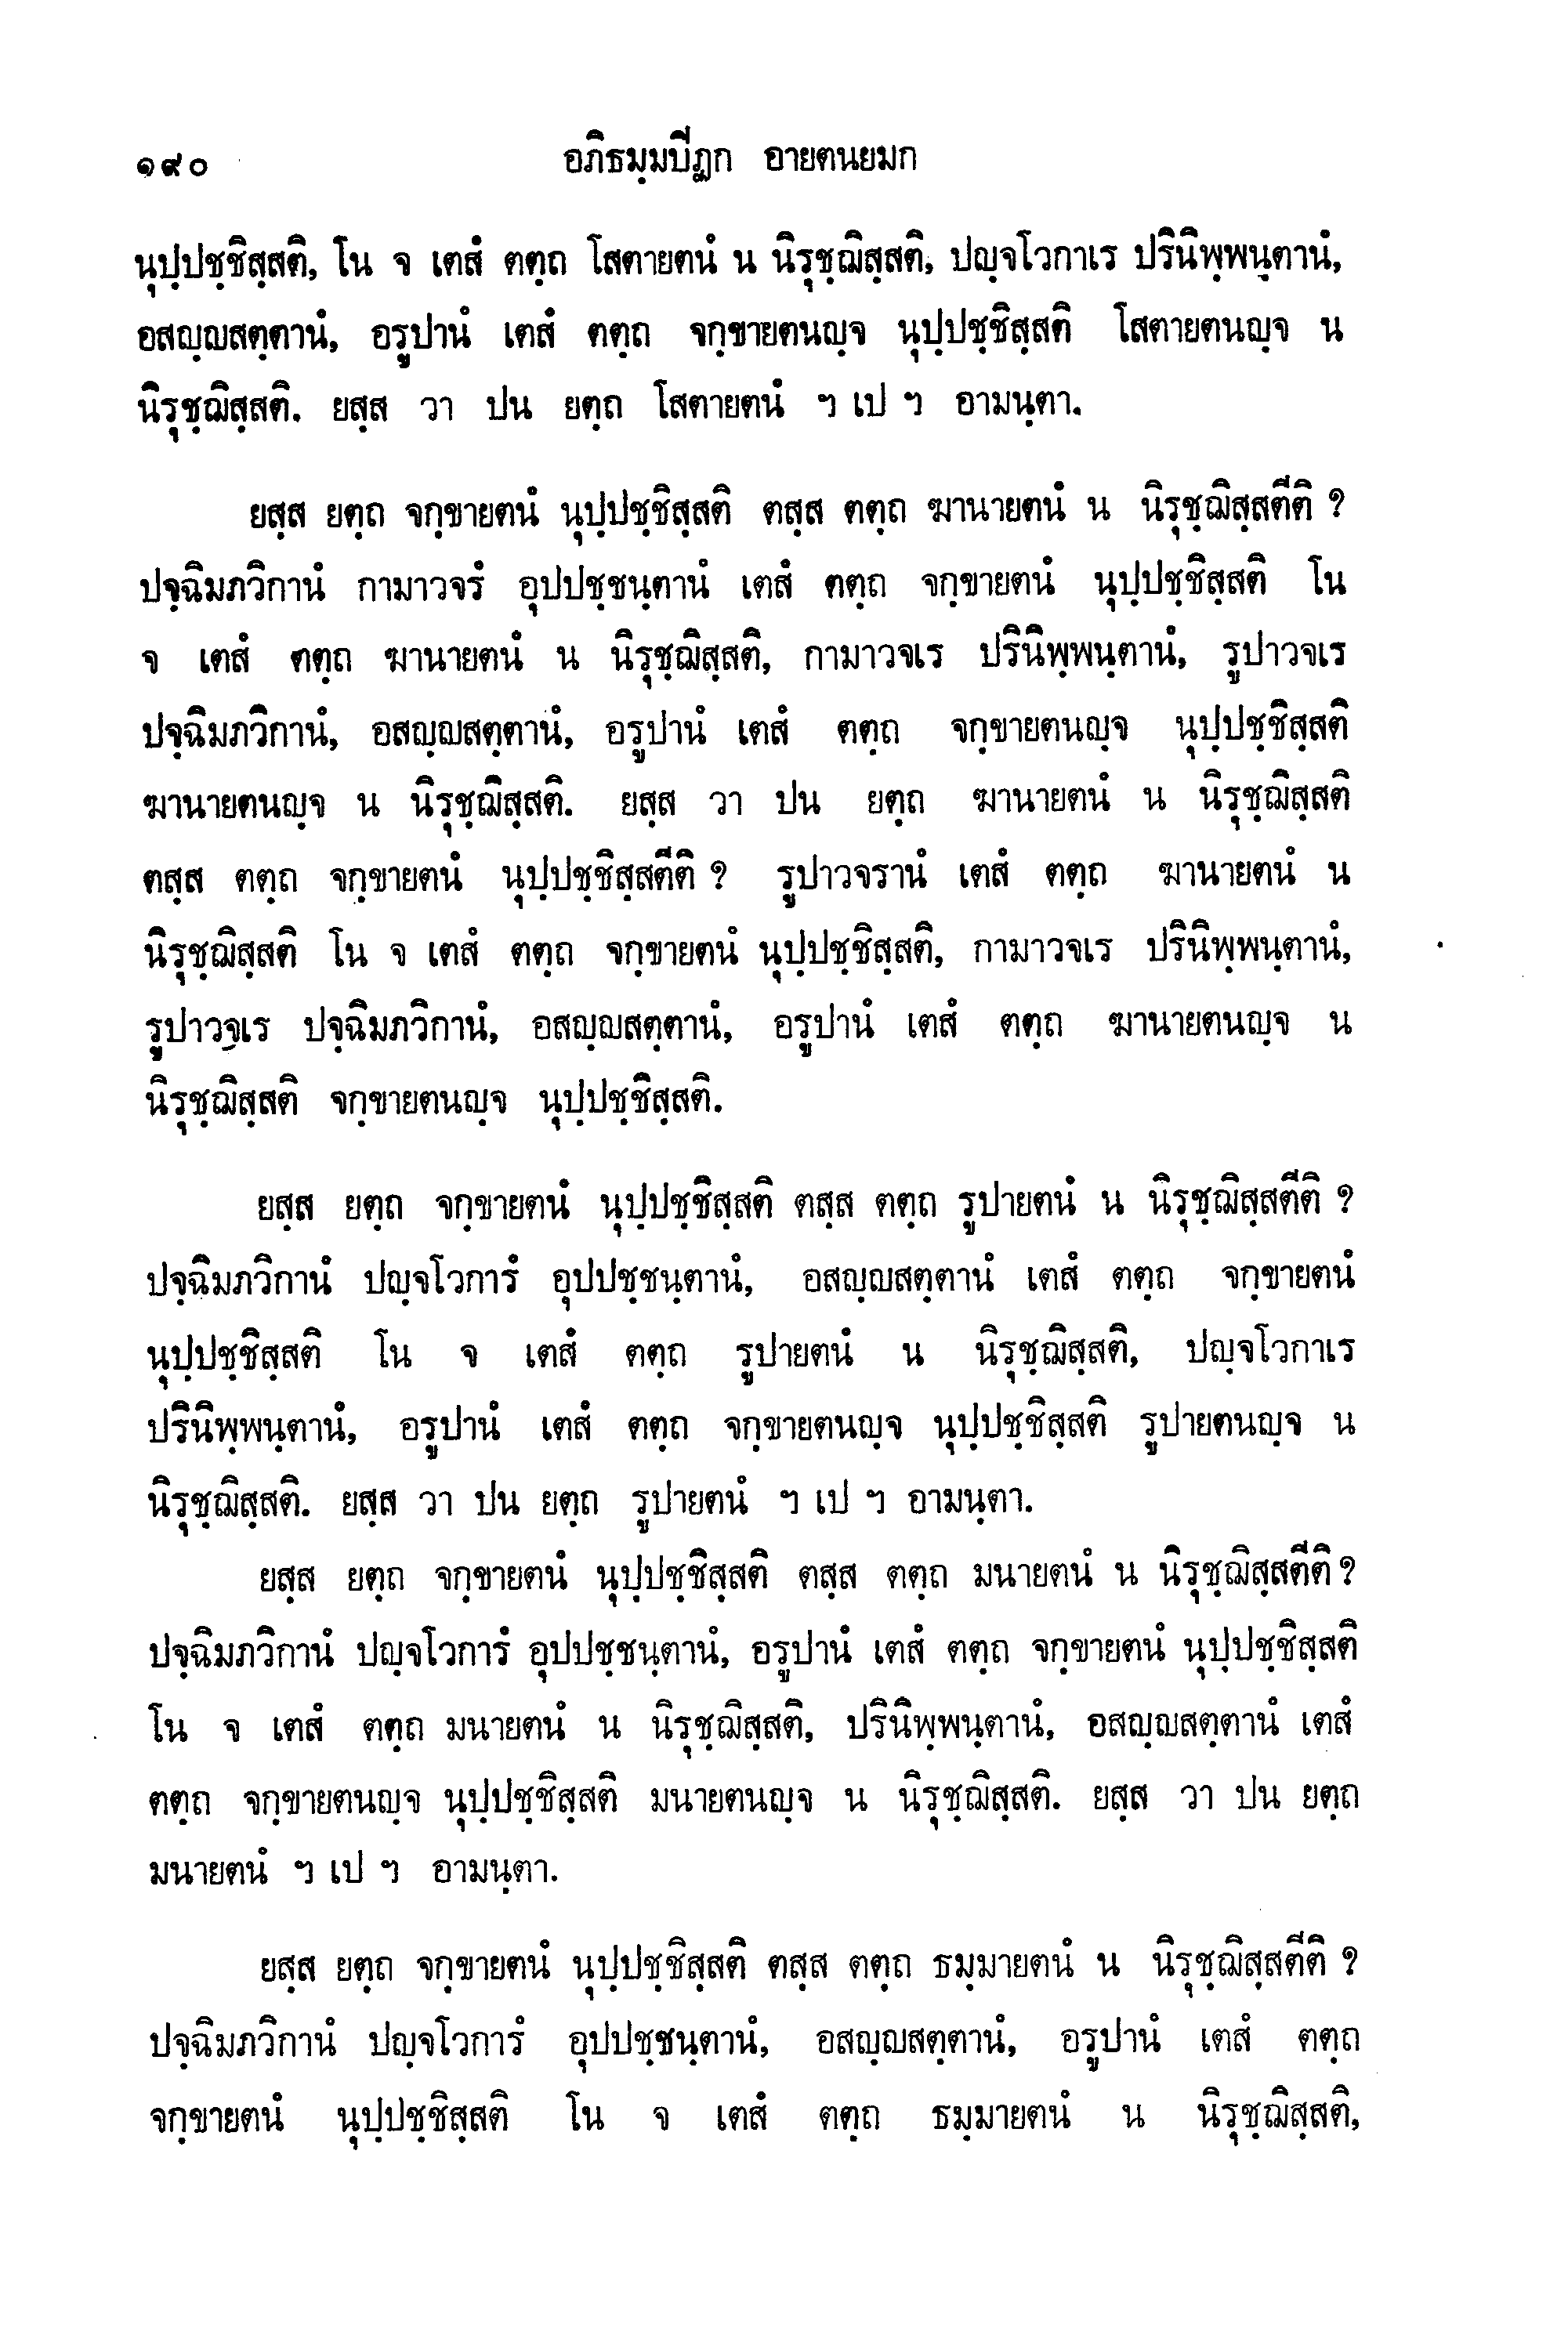 ๑๙๐ อภิธมฺมปีฏก อายตนยมก
นุปฺปชฺชิสฺสติ, โน จ เตสํ ตตฺถ โสตายตนํ น นิรุชฺฌิสฺสติ, ปญฺจโวกาเร ปรินิพฺพนฺตานํ,
อสญฺญสตฺตานํ, อรูปานํ เตสํ ตตฺถ จกฺขายตนญฺจ นุปฺปชฺชิสฺสติ โสตายตนญฺจ น
นิรุชฺฌิสฺสติ. ยสฺส วา ปน ยตฺถ โสตายตนํ ฯ เป ฯ อามนฺตา.
ยสฺส ยตฺถ จกฺขายตนํ นุปฺปชฺชิสฺสติ ตสฺส ตตฺถ ฆานายตนํ น นิรุชฺฌิสฺสตีติ ?
ปจฺฉิมภวิกานํ กามาวจรํ อุปปชฺชนฺตานํ เตสํ ตตฺถ จกฺขายตนํ นุปฺปชฺชิสฺสติ โน
จ เตสํ ตตฺถ ฆานายตนํ น นิรุชฺฌิสฺสติ, กามาวจเร ปรินิพฺพนฺตานํ, รูปาวจเร
ปจฺฉิมภวิกานํ, อสญฺญสตฺตานํ, อรูปานํ เตสํ ตตฺถ จกฺขายตนญฺจ นุปฺปชฺชิสฺสติ
ฆานายตนญฺจ น นิรุชฺฌิสฺสติ. ยสฺส วา ปน ยตฺถ ฆานายตนํ น นิรุชฺฌิสฺสติ
ตสฺส ตตฺถ จกฺขายตนํ นุปฺปชฺชิสฺสตีติ ? รูปาวจรานํ เตสํ ตตฺถ ฆานายตนํ น
นิรุชฺฌิสฺสติ โน จ เตสํ ตตฺถ จกฺขายตนํ นุปฺปชฺชิสฺสติ, กามาวจเร ปรินิพฺพนฺตานํ,
รูปาวจเร ปจฺฉิมภวิกานํ, อสญฺญสตฺตานํ, อรูปานํ เตสํ ตตฺถ ฆานายตนญฺจ น
นิรุชฺฌิสฺสติ จกฺขายตนญฺจ นุปฺปชฺชิสฺสติ.
ยสฺส ยตฺถ จกฺขายตนํ นุปฺปชฺชิสฺสติ ตสฺส ตตฺถ รูปายตนํ น นิรุชฺฌิสฺสตีติ ?
ปจฺฉิมภวิกานํ ปญฺจโวการํ อุปปชฺชนฺตานํ, อสญฺญสตฺตานํ เตสํ ตตฺถ จกฺขายตนํ
นุปฺปชฺชิสฺสติ โน จ เตสํ ตตฺถ รูปายตนํ น นิรุชฺฌิสฺสติ, ปญฺจโวกาเร
ปรินิพฺพนฺตานํ, อรูปานํ เตสํ ตตฺถ จกฺขายตนญฺจ นุปฺปชฺชิสฺสติ รูปายตนญฺจ น
นิรุชฺฌิสฺสติ. ยสฺส วา ปน ยตฺถ รูปายตนํ ฯ เป ฯ อามนฺตา.
ยสฺส ยตฺถ จกฺขายตนํ นุปฺปชฺชิสฺสติ ตสฺส ตตฺถ มนายตนํ น นิรุชฺฌิสฺสตีติ ?
ปจฺฉิมภวิกานํ ปญฺจโวการํ อุปปชฺชนฺตานํ, อรูปานํ เตสํ ตตฺถ จกฺขายตนํ นุปฺปชฺชิสฺสติ
โน จ เตสํ ตตฺถ มนายตนํ น นิรุชฺฌิสฺสติ, ปรินิพฺพนฺตานํ, อสญฺญสตฺตานํ เตสํ
ตตฺถ จกฺขายตนญฺจ นุปฺปชฺชิสฺสติ มนายตนญฺจ น นิรุชฺฌิสฺสติ. ยสฺส วา ปน ยตฺถ
มนายตนํ ฯ เป ฯ อามนฺตา.
ยสฺส ยตฺถ จกฺขายตนํ นุปฺปชฺชิสฺสติ ตสฺส ตตฺถ ธมฺมายตนํ น นิรุชฺฌิสฺสตีติ ?
ปจฺฉิมภวิกานํ ปญฺจโวการํ อุปปชฺชนฺตานํ, อสญฺญสตฺตานํ, อรูปานํ เตสํ ตตฺถ
จกฺขายตนํ นุปฺปชฺชิสฺสติ โน จ เตสํ ตตฺถ ธมฺมายตนํ น นิรุชฺฌิสฺสติ,